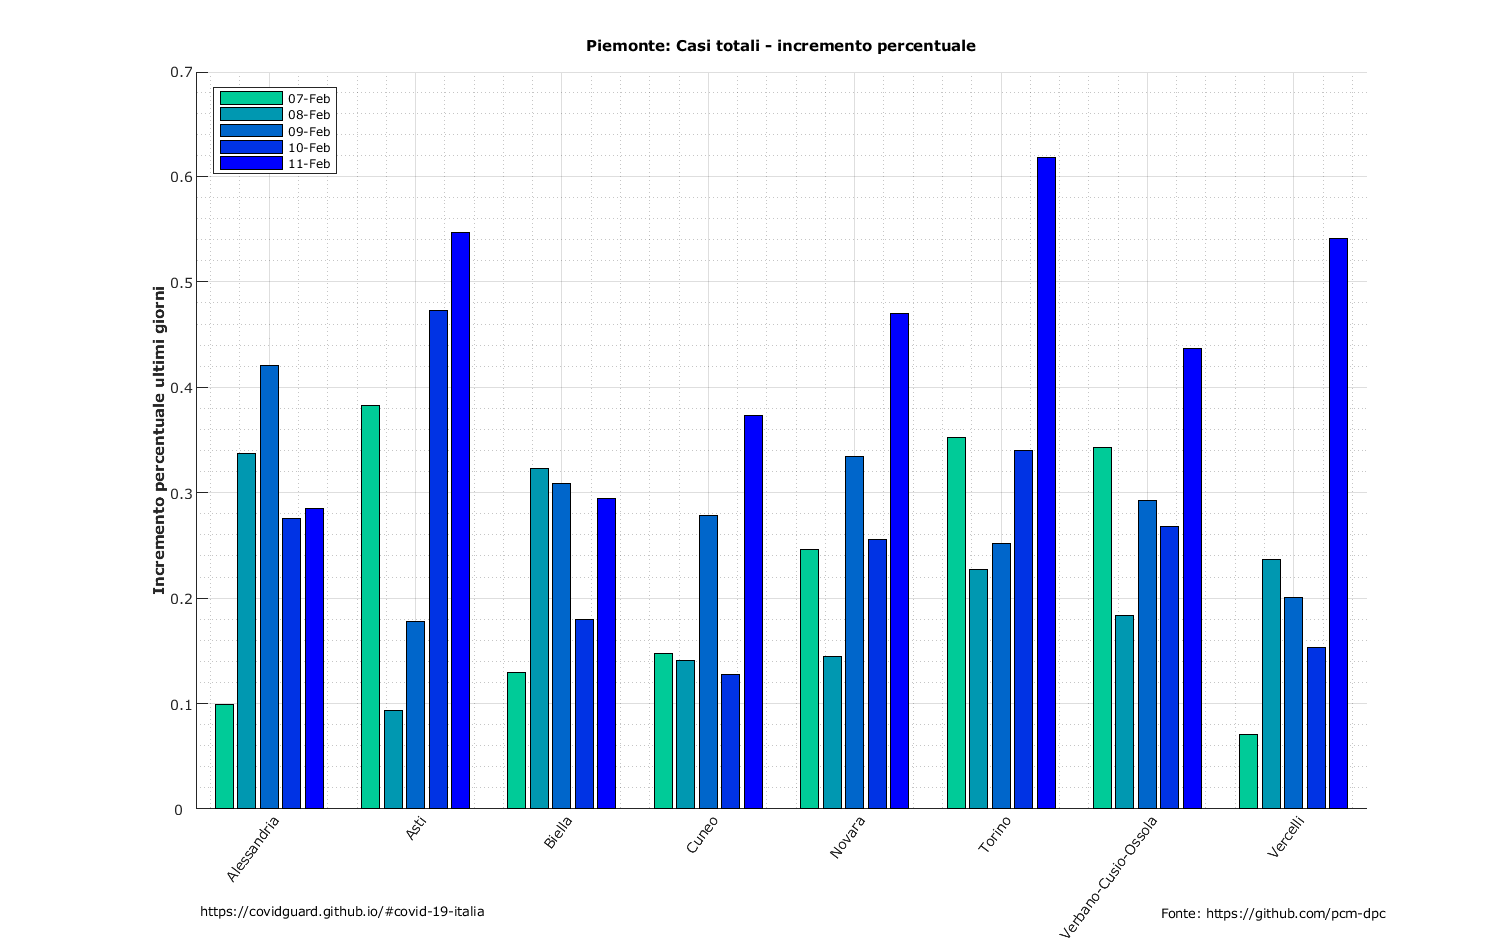 Piemonte: Casi totali - incremento percentuale
0.7
0.6
0.5
0.4
0.3
0.2
0.1
0
Incremento percentuale ultimi giorni
07-Feb
08-Feb
09-Feb
10-Feb
11-Feb
Alessandria
Asti
Biella
Cuneo
Novara
Torino
Verbano-Cusio-Ossola
Vercelli
https://covidguard.github.io/#covid-19-italia
Fonte: https://github.com/pcm-dpc